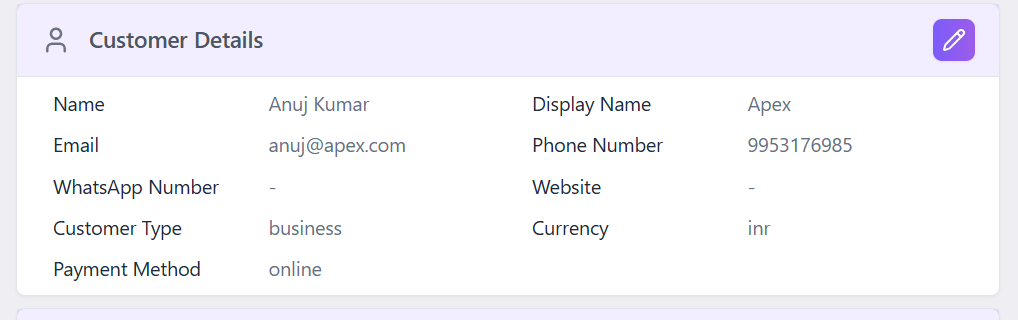 Customer Details
Name Anuj Kumar Display Name Apex
Email anuj@apex.com Phone Number 9953176985
WhatsApp Number - Website -
Customer Type business Currency inr
Payment Method online